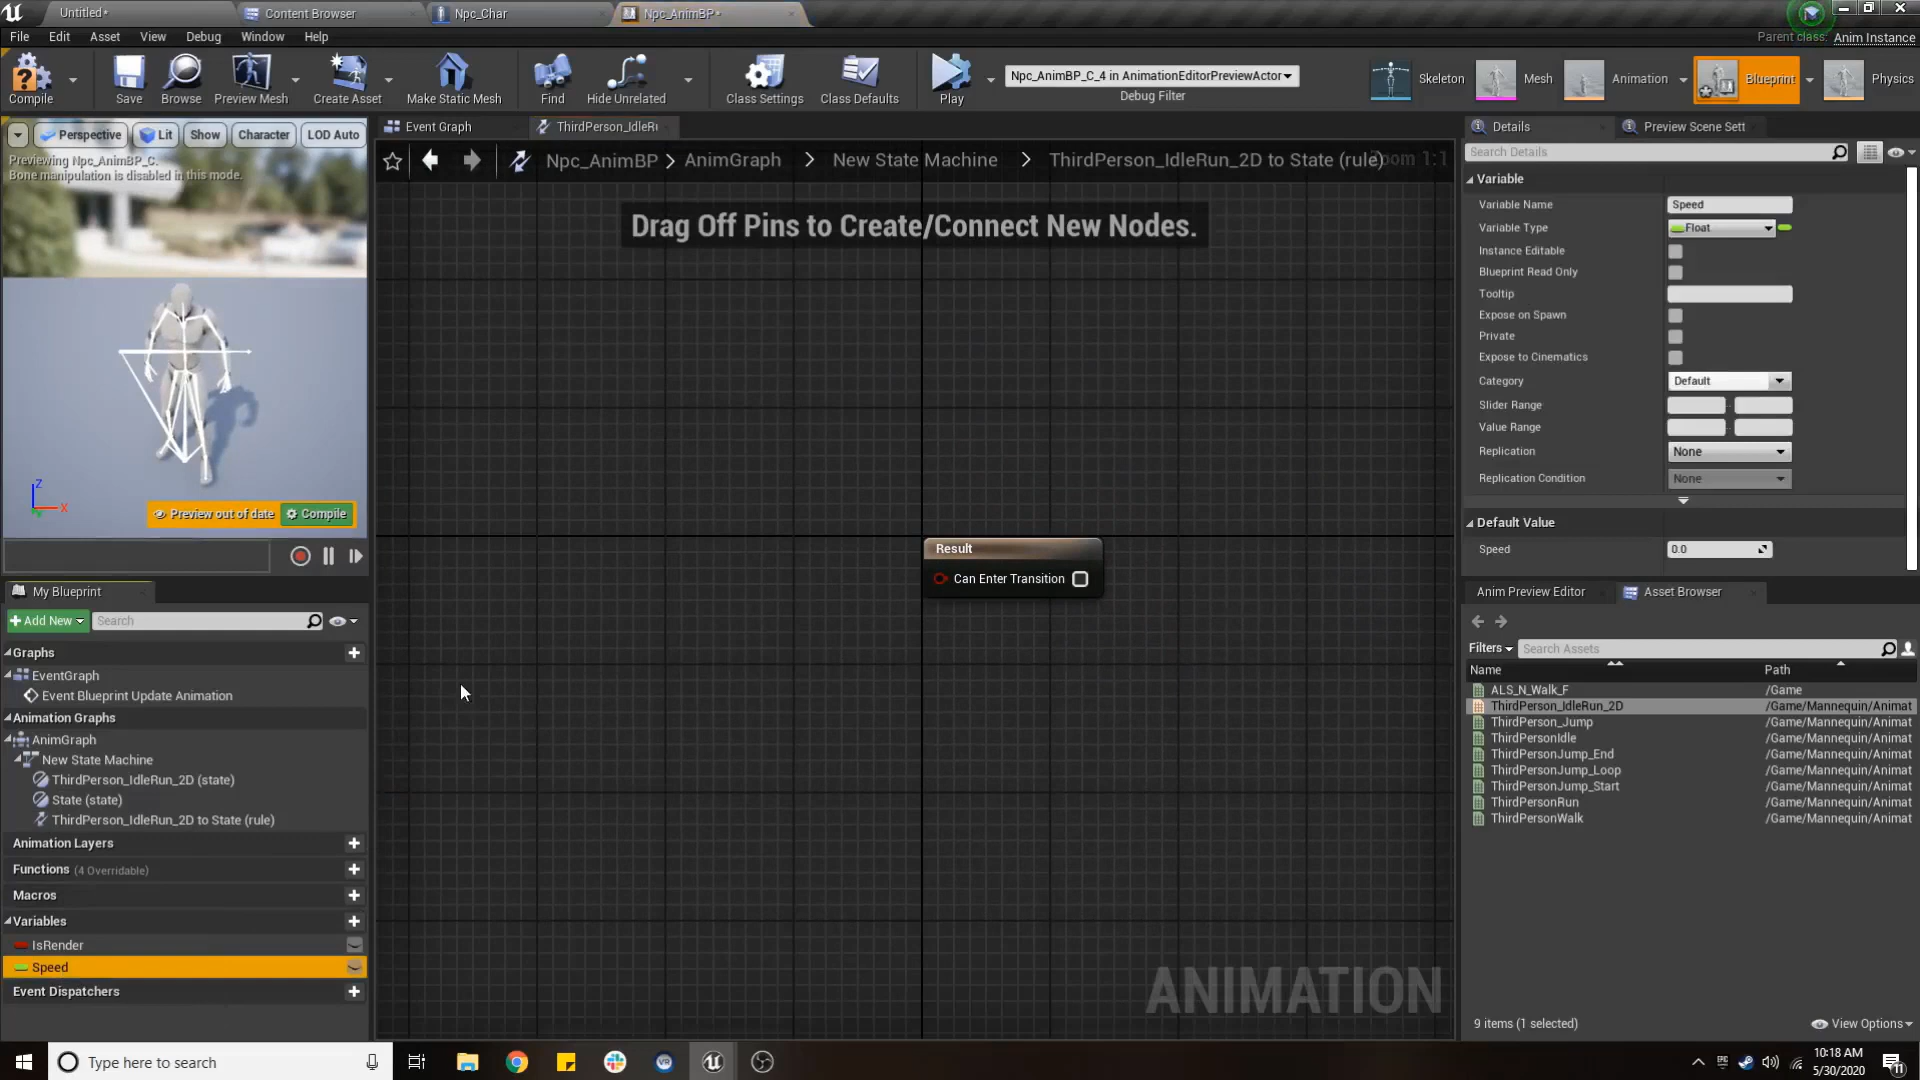 Untitled*
Content Browser
Npc_Char
Npc_AnimBP*
File Edit Asset View Debug Window Help
Parent class: Anim Instance
Compile
Save
Browse
Preview Mesh
Create Asset
Make Static Mesh
Find
Hide Unrelated
Class Settings
Class Defaults
Play
Npc_AnimBP_C_4 in AnimationEditorPreviewActor
Debug Filter
Skeleton
Mesh
Animation
Blueprint
Physics
Perspective Lit Show Character LOD Auto
Previewing Npc_AnimBP_C.
Bone manipulation is disabled in this mode.
Z
X
Preview out of date Compile
Event Graph
ThirdPerson_IdleR
Npc_AnimBP > AnimGraph > New State Machine > ThirdPerson_IdleRun_2D to State (rule)
Zoom 1:1
Drag Off Pins to Create/Connect New Nodes.
Result
Can Enter Transition
ANIMATION
My Blueprint
Add New
Search
Graphs
EventGraph
Event Blueprint Update Animation
Animation Graphs
AnimGraph
New State Machine
ThirdPerson_IdleRun_2D (state)
State (state)
ThirdPerson_IdleRun_2D to State (rule)
Animation Layers
Functions (4 Overridable)
Macros
Variables
IsRender
Speed
Event Dispatchers
Details
Preview Scene Sett
Search Details
Variable
Variable Name Speed
Variable Type Float
Instance Editable
Blueprint Read Only
Tooltip
Expose on Spawn
Private
Expose to Cinematics
Category Default
Slider Range
Value Range
Replication None
Replication Condition None
Default Value
Speed 0.0
Anim Preview Editor
Asset Browser
Filters
Search Assets
Name Path
ALS_N_Walk_F /Game
ThirdPerson_IdleRun_2D /Game/Mannequin/Animat
ThirdPerson_Jump /Game/Mannequin/Animat
ThirdPersonIdle /Game/Mannequin/Animat
ThirdPersonJump_End /Game/Mannequin/Animat
ThirdPersonJump_Loop /Game/Mannequin/Animat
ThirdPersonJump_Start /Game/Mannequin/Animat
ThirdPersonRun /Game/Mannequin/Animat
ThirdPersonWalk /Game/Mannequin/Animat
9 items (1 selected)
View Options
Type here to search
10:18 AM
5/30/2020
11